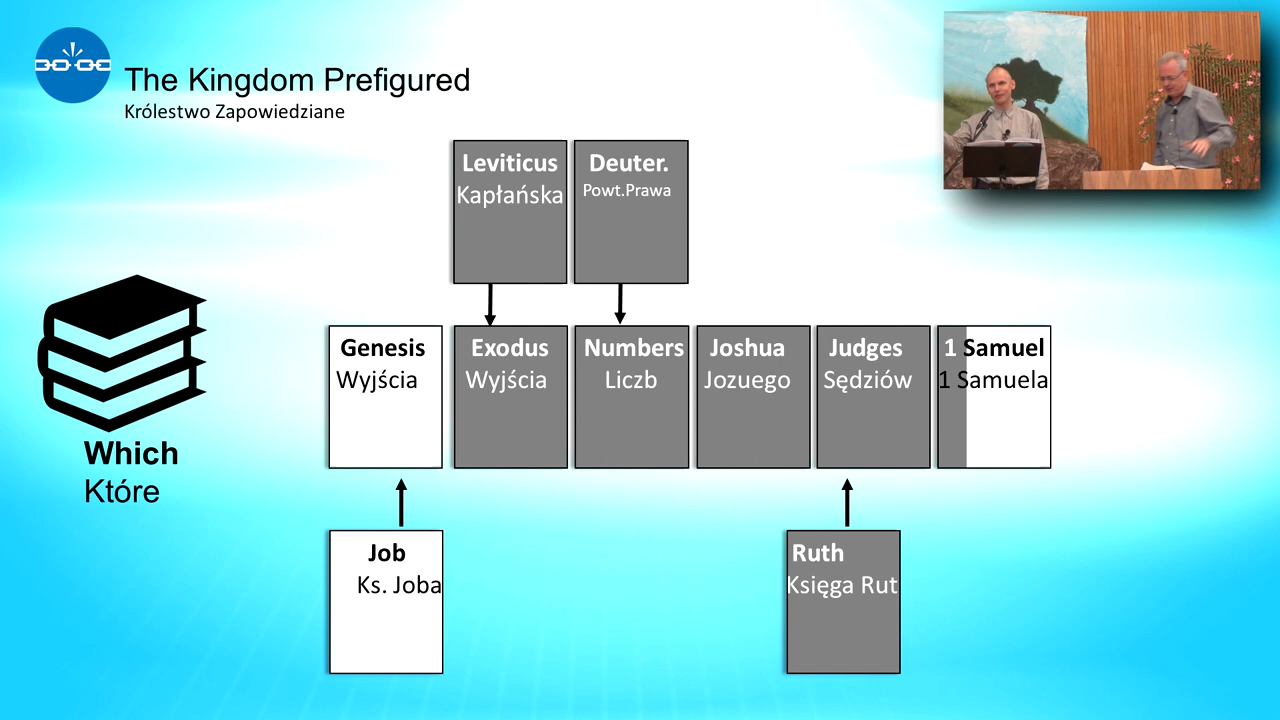 The Kingdom Prefigured
Królestwo Zapowiedziane
Leviticus
Kapłańska
Deuter.
Powt.Prawa
Genesis
Wyjścia
Exodus
Wyjścia
Numbers
Liczb
Joshua
Jozuego
Judges
Sędziów
1 Samuel
1 Samuela
Which
Które
Job
Ks. Joba
Ruth
Księga Rut